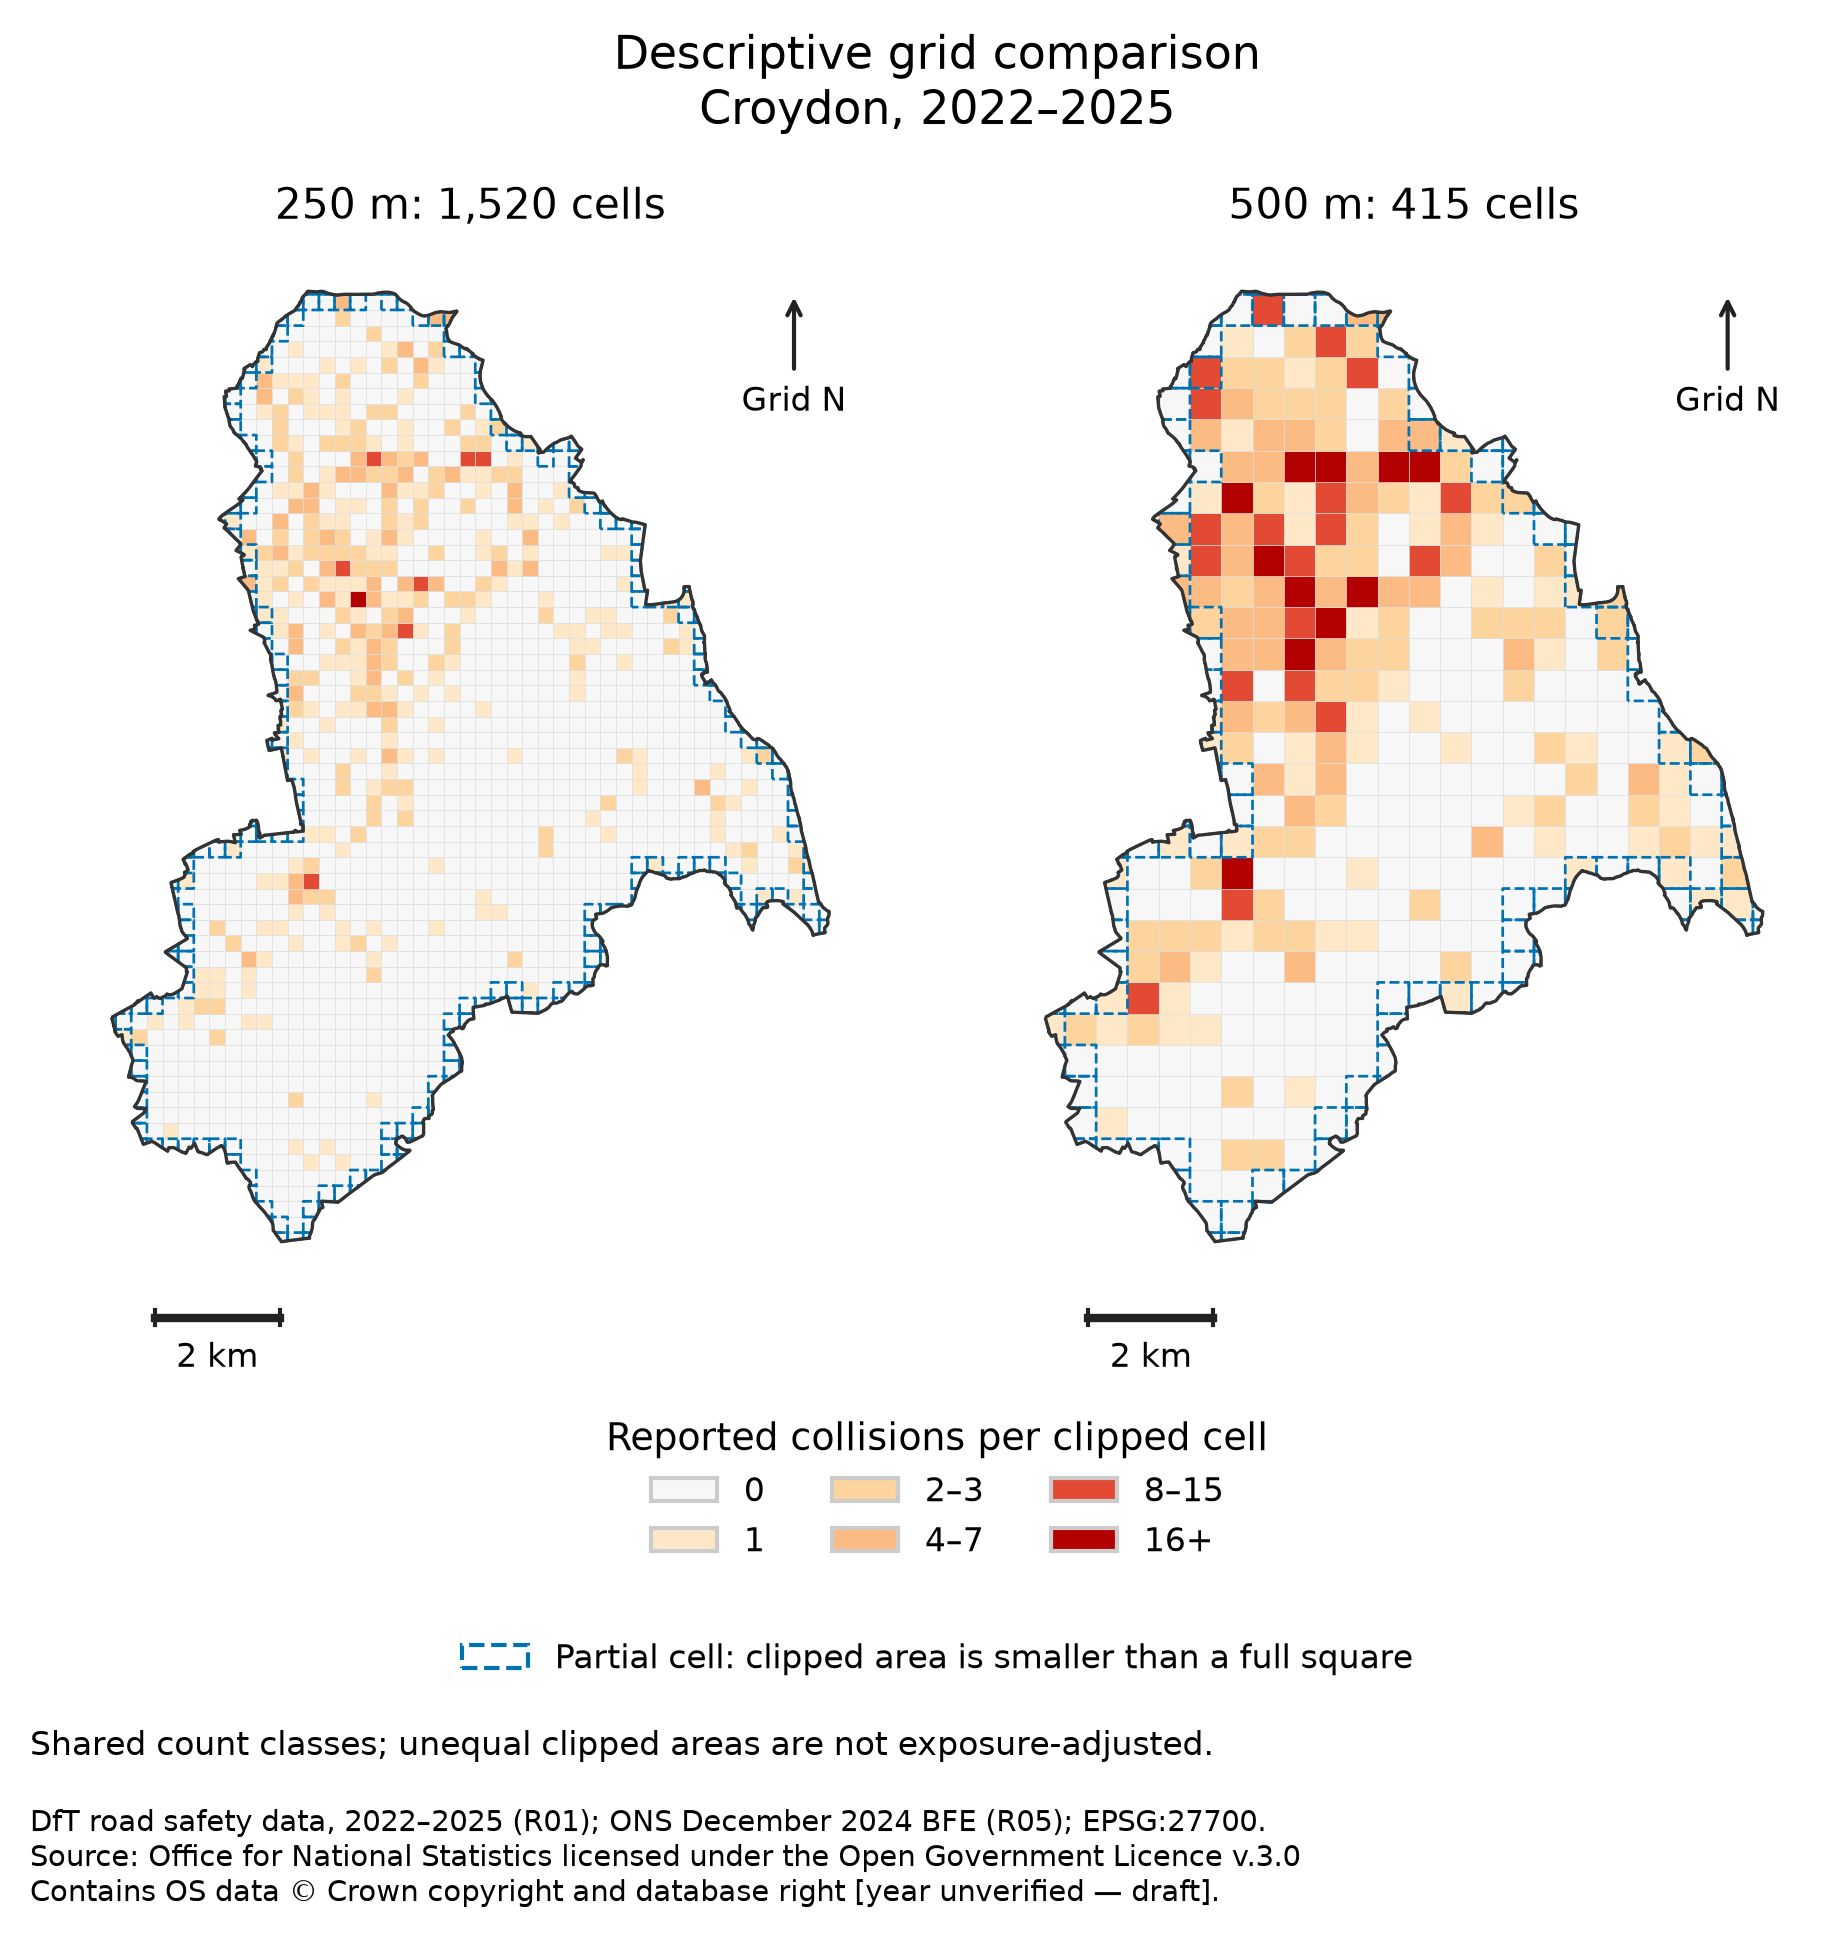 Descriptive grid comparison
Croydon, 2022–2025
250 m: 1,520 cells
500 m: 415 cells
Grid N
Grid N
2 km
2 km
Reported collisions per clipped cell
0
2–3
8–15
1
4–7
16+
Partial cell: clipped area is smaller than a full square
Shared count classes; unequal clipped areas are not exposure-adjusted.
DfT road safety data, 2022–2025 (R01); ONS December 2024 BFE (R05); EPSG:27700.
Source: Office for National Statistics licensed under the Open Government Licence v.3.0
Contains OS data © Crown copyright and database right [year unverified — draft].